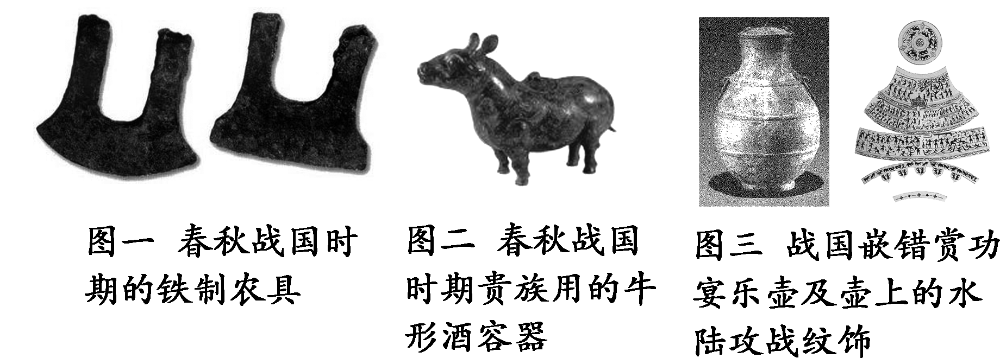 图一 春秋战国时
期的铁制农具
图二 春秋战国
时期贵族用的牛
形酒容器
图三 战国嵌错赏功
宴乐壶及壶上的水
陆攻战纹饰